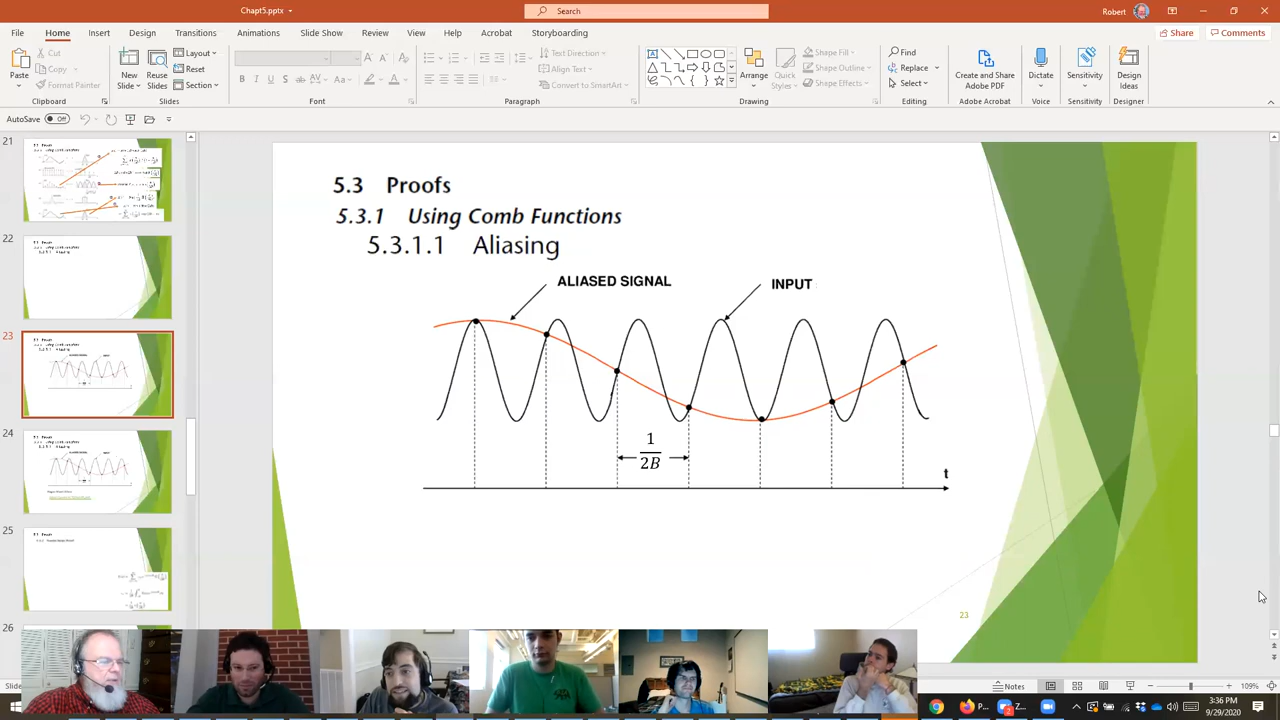 Chapt5.pptx
Search
Robert
File Home Insert Design Transitions Animations Slide Show Review View Help Acrobat Storyboarding Share Comments
Paste
Cut
Copy
Format Painter
Clipboard
New Slide
Reuse Slides
Layout
Reset
Section
Slides
Font
Text Direction
Align Text
Convert to SmartArt
Paragraph
Arrange
Quick Styles
Shape Fill
Shape Outline
Shape Effects
Drawing
Find
Replace
Select
Editing
Create and Share Adobe PDF
Adobe Acrobat
Dictate
Voice
Sensitivity
Sensitivity
Design Ideas
Designer
AutoSave Off
21
22
23
24
25
26
5.3 Proofs
5.3.1 Using Comb Functions
5.3.1.1 Aliasing
ALIASED SIGNAL
INPUT
1
2B
t
23
Notes
109%
3:36 PM
9/29/2020